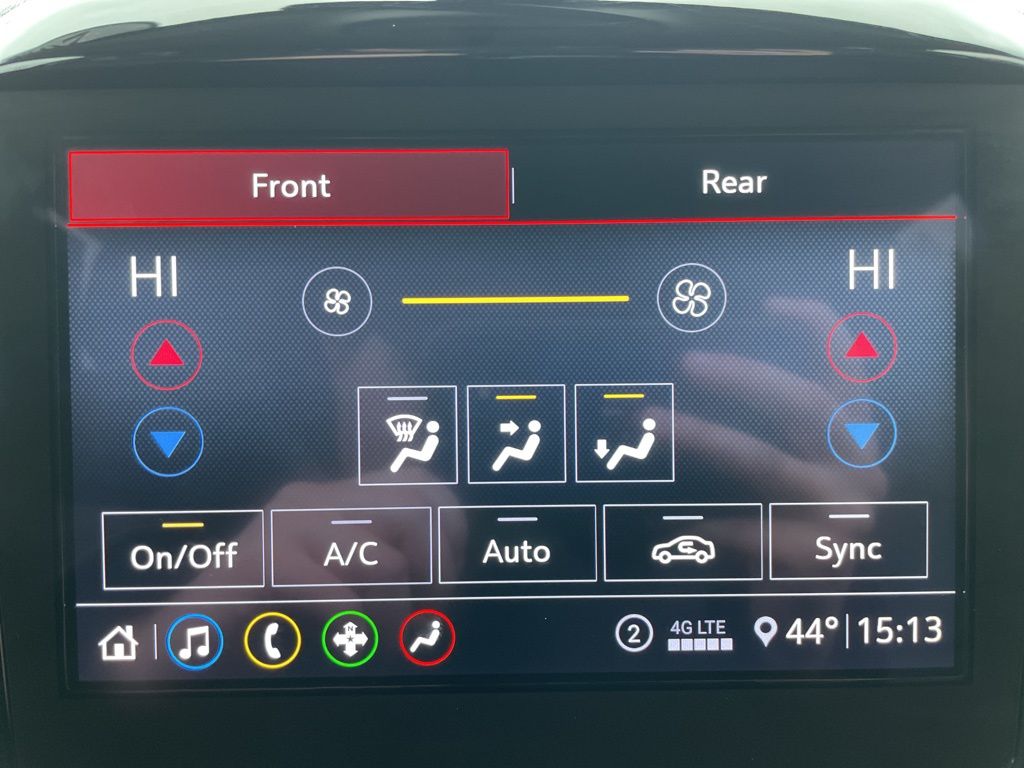 Front
Rear
HI
HI
On/Off
A/C
Auto
Sync
N
2
4G LTE
44°
15:13